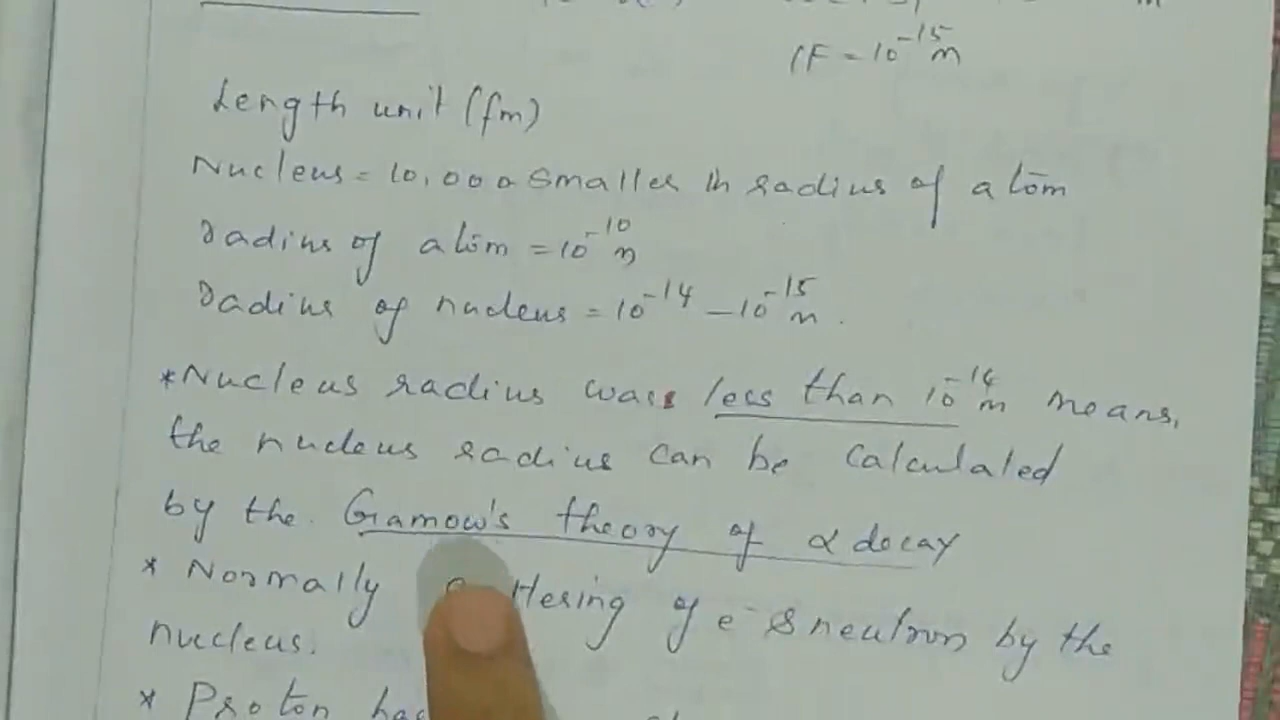 1F = 10⁻¹⁵ m
Length unit (fm)
Nucleus = 10,000 Smaller in radius of atom
radius of atom = 10⁻¹⁰ m
radius of nucleus = 10⁻¹⁴ – 10⁻¹⁵ m.
*Nucleus radius was less than 10⁻¹⁴ m means,
the nucleus radius can be calculated
by the Gamow's theory of α decay
* Normally of e⁻ & neutron by the
nucleus.
* Proton